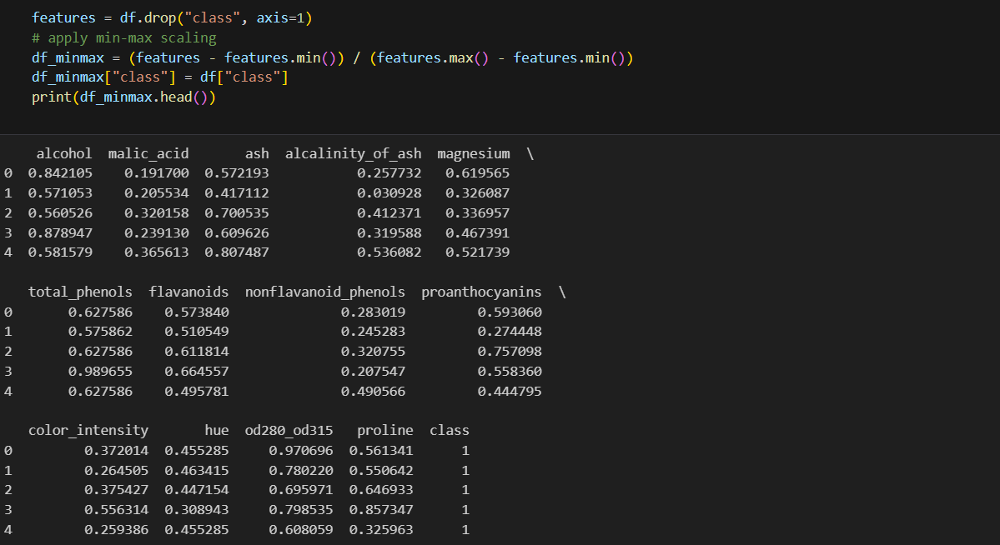 features = df.drop("class", axis=1)
# apply min-max scaling
df_minmax = (features - features.min()) / (features.max() - features.min())
df_minmax["class"] = df["class"]
print(df_minmax.head())
    alcohol  malic_acid       ash  alcalinity_of_ash  magnesium  \
0  0.842105    0.191700  0.572193           0.257732   0.619565
1  0.571053    0.205534  0.417112           0.030928   0.326087
2  0.560526    0.320158  0.700535           0.412371   0.336957
3  0.878947    0.239130  0.609626           0.319588   0.467391
4  0.581579    0.365613  0.807487           0.536082   0.521739
   total_phenols  flavanoids  nonflavanoid_phenols  proanthocyanins  \
0       0.627586    0.573840              0.283019         0.593060
1       0.575862    0.510549              0.245283         0.274448
2       0.627586    0.611814              0.320755         0.757098
3       0.989655    0.664557              0.207547         0.558360
4       0.627586    0.495781              0.490566         0.444795
   color_intensity       hue  od280_od315   proline  class
0         0.372014  0.455285     0.970696  0.561341      1
1         0.264505  0.463415     0.780220  0.550642      1
2         0.375427  0.447154     0.695971  0.646933      1
3         0.556314  0.308943     0.798535  0.857347      1
4         0.259386  0.455285     0.608059  0.325963      1